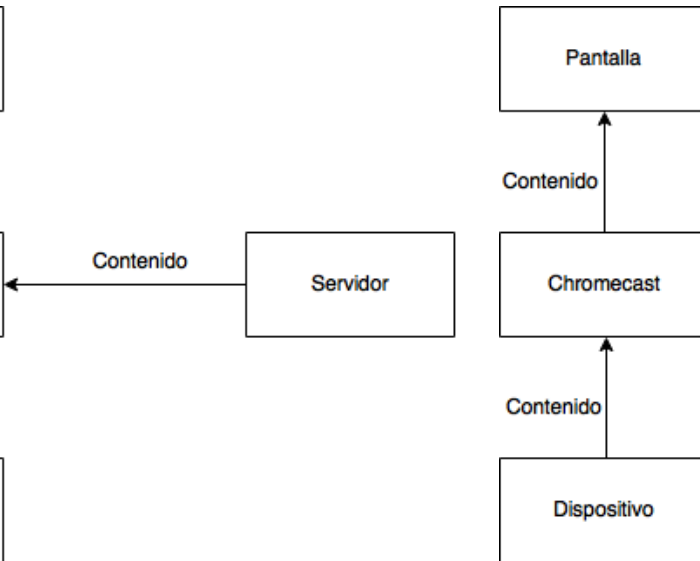 Pantalla
Contenido
Contenido
Servidor
Chromecast
Contenido
Dispositivo